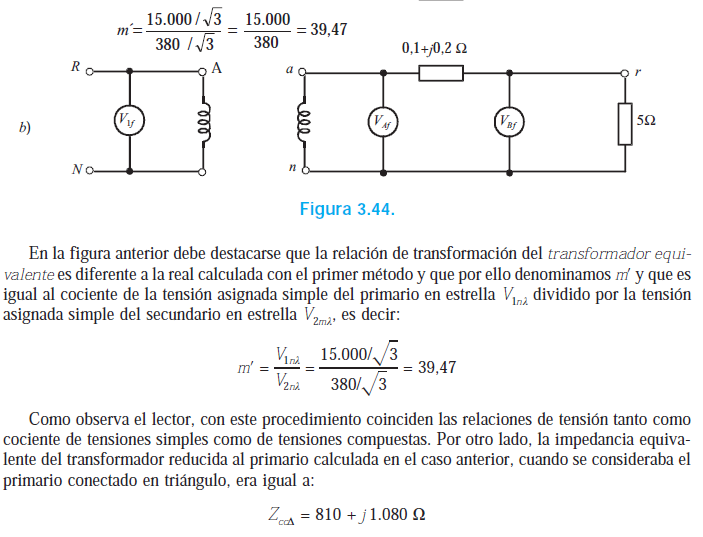 m´= 15.000/√3 / 380 /√3 = 15.000 / 380 = 39,47
0,1+j0,2 Ω
R A a r
b) V1f VAf VBf 5Ω
N n
Figura 3.44.
En la figura anterior debe destacarse que la relación de transformación del transformador equi-
valente es diferente a la real calculada con el primer método y que por ello denominamos m′ y que es
igual al cociente de la tensión asignada simple del primario en estrella V1nλ dividido por la tensión
asignada simple del secundario en estrella V2mλ, es decir:
m′ = V1nλ / V2nλ = 15.000/√3 / 380/√3 = 39,47
Como observa el lector, con este procedimiento coinciden las relaciones de tensión tanto como
cociente de tensiones simples como de tensiones compuestas. Por otro lado, la impedancia equiva-
lente del transformador reducida al primario calculada en el caso anterior, cuando se consideraba el
primario conectado en triángulo, era igual a:
ZccΔ = 810 + j 1.080 Ω